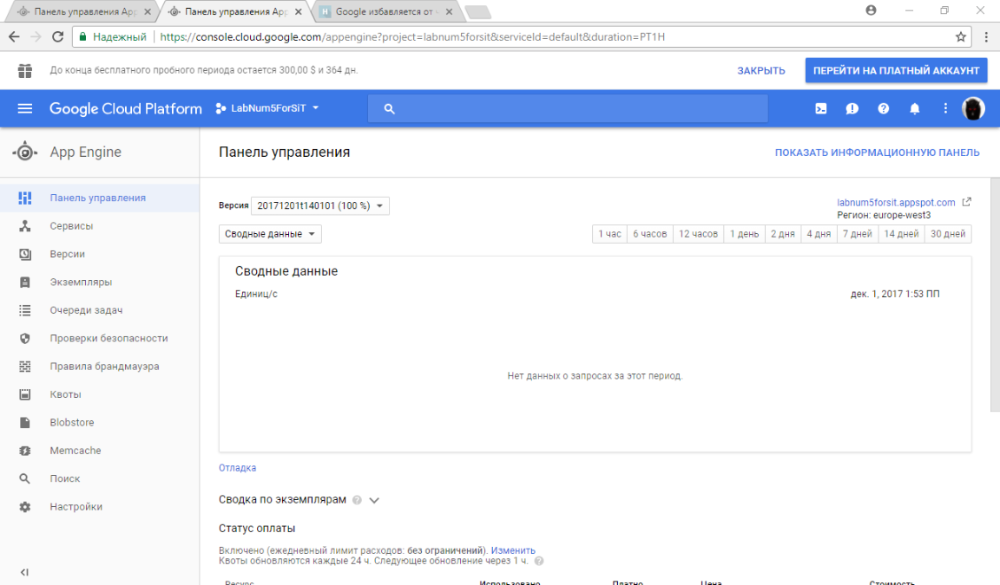 Панель управления App
Панель управления App
Google избавляется от
Надежный
https://console.cloud.google.com/appengine?project=labnum5forsit&serviceId=default&duration=PT1H
До конца бесплатного пробного периода остается 300,00 $ и 364 дн.
ЗАКРЫТЬ
ПЕРЕЙТИ НА ПЛАТНЫЙ АККАУНТ
Google Cloud Platform
LabNum5ForSiT
App Engine
Панель управления
ПОКАЗАТЬ ИНФОРМАЦИОННУЮ ПАНЕЛЬ
Панель управления
Сервисы
Версии
Экземпляры
Очереди задач
Проверки безопасности
Правила брандмауэра
Квоты
Blobstore
Memcache
Поиск
Настройки
Версия 20171201t140101 (100 %)
labnum5forsit.appspot.com
Регион: europe-west3
Сводные данные
1 час 6 часов 12 часов 1 день 2 дня 4 дня 7 дней 14 дней 30 дней
Сводные данные
Единиц/с
дек. 1, 2017 1:53 ПП
Нет данных о запросах за этот период.
Отладка
Сводка по экземплярам
Статус оплаты
Включено (ежедневный лимит расходов: без ограничений). Изменить
Квоты обновляются каждые 24 ч. Следующее обновление через 1 ч.
Ресурс Использовано Платно Цена Стоимость